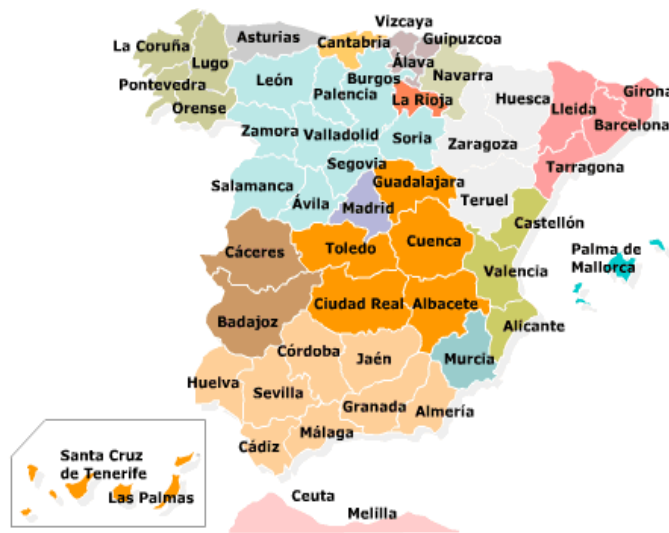 Vizcaya
La Coruña
Lugo
Asturias
Cantabria
Guipuzcoa
Álava
Pontevedra
León
Burgos
Navarra
Palencia
Orense
La Rioja
Huesca
Lleida
Girona
Barcelona
Zamora
Valladolid
Soria
Zaragoza
Segovia
Tarragona
Salamanca
Guadalajara
Ávila
Madrid
Teruel
Castellón
Cáceres
Toledo
Cuenca
Palma de
Mallorca
Valencia
Ciudad Real
Albacete
Badajoz
Alicante
Córdoba
Jaén
Murcia
Huelva
Sevilla
Granada
Almería
Málaga
Cádiz
Santa Cruz
de Tenerife
Las Palmas
Ceuta
Melilla